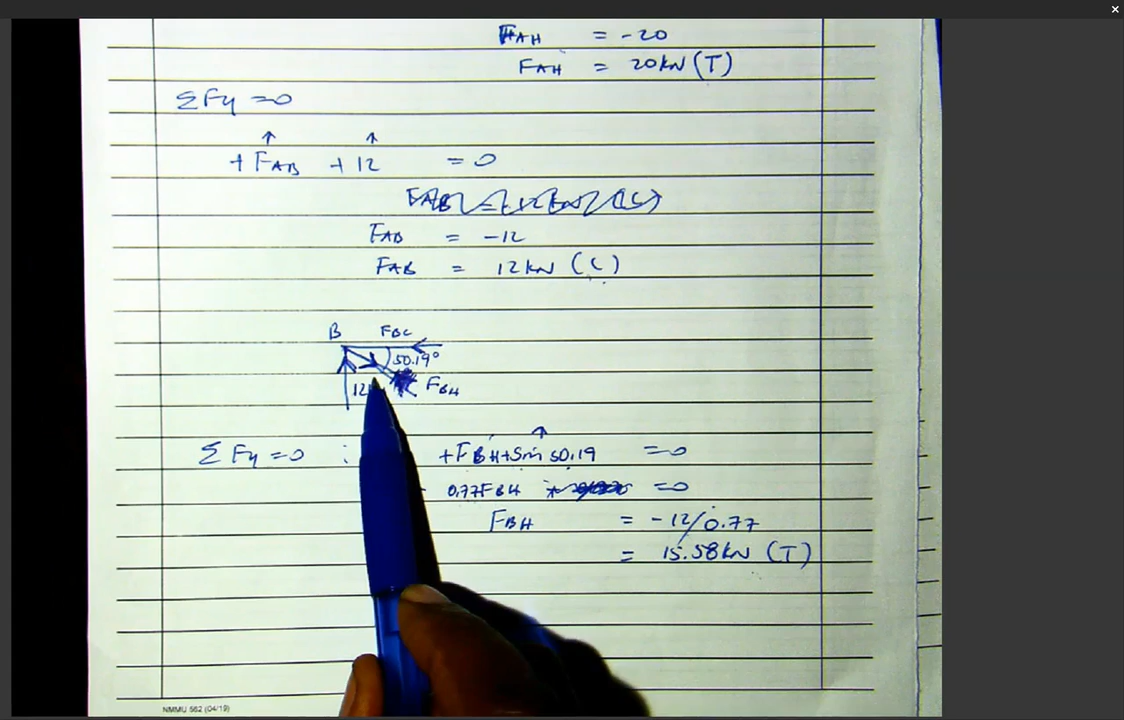 FAH = -20
FAH = 20kN (T)
ΣFy = 0
↑ ↑
+ FAB + 12 = 0
FAB = -12
FAB = 12kN (C)
B FBC
50.19°
12 FBH
↑
ΣFy = 0 : +FBH+Sin 50.19 = 0
0.77FBH = 0
FBH = -12/0.77
= 15.58kN (T)
NMMU 562 (04/19)